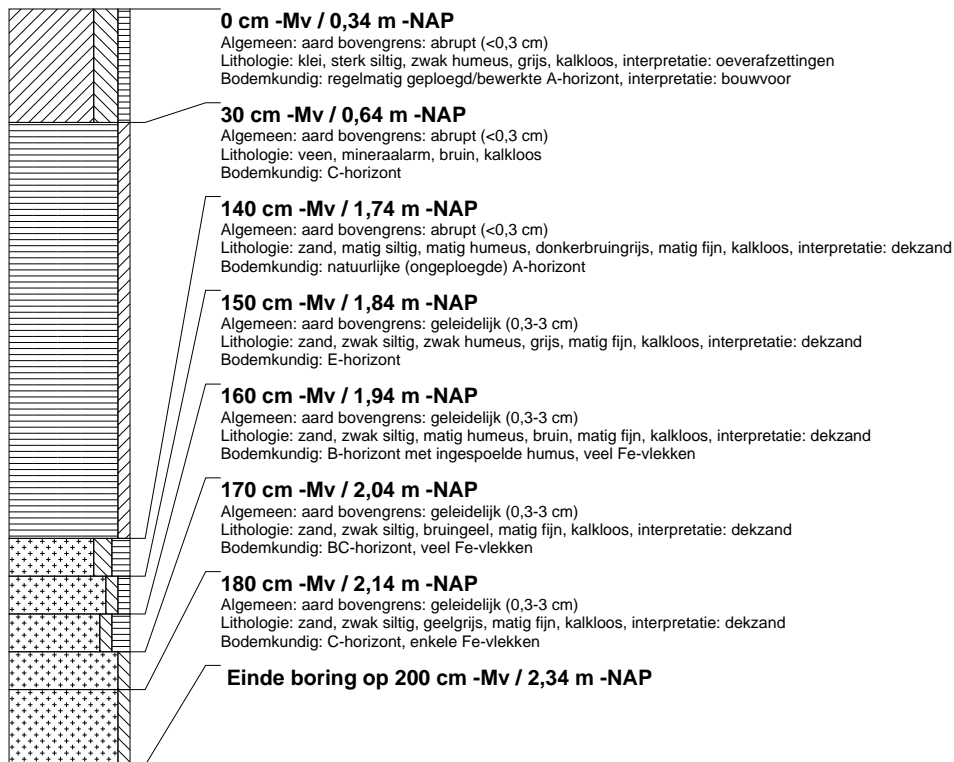 0 cm -Mv / 0,34 m -NAP
Algemeen: aard bovengrens: abrupt (<0,3 cm)
Lithologie: klei, sterk siltig, zwak humeus, grijs, kalkloos, interpretatie: oeverafzettingen
Bodemkundig: regelmatig geploegd/bewerkte A-horizont, interpretatie: bouwvoor
30 cm -Mv / 0,64 m -NAP
Algemeen: aard bovengrens: abrupt (<0,3 cm)
Lithologie: veen, mineraalarm, bruin, kalkloos
Bodemkundig: C-horizont
140 cm -Mv / 1,74 m -NAP
Algemeen: aard bovengrens: abrupt (<0,3 cm)
Lithologie: zand, matig siltig, matig humeus, donkerbruingrijs, matig fijn, kalkloos, interpretatie: dekzand
Bodemkundig: natuurlijke (ongeploegde) A-horizont
150 cm -Mv / 1,84 m -NAP
Algemeen: aard bovengrens: geleidelijk (0,3-3 cm)
Lithologie: zand, zwak siltig, zwak humeus, grijs, matig fijn, kalkloos, interpretatie: dekzand
Bodemkundig: E-horizont
160 cm -Mv / 1,94 m -NAP
Algemeen: aard bovengrens: geleidelijk (0,3-3 cm)
Lithologie: zand, zwak siltig, matig humeus, bruin, matig fijn, kalkloos, interpretatie: dekzand
Bodemkundig: B-horizont met ingespoelde humus, veel Fe-vlekken
170 cm -Mv / 2,04 m -NAP
Algemeen: aard bovengrens: geleidelijk (0,3-3 cm)
Lithologie: zand, zwak siltig, bruingeel, matig fijn, kalkloos, interpretatie: dekzand
Bodemkundig: BC-horizont, veel Fe-vlekken
180 cm -Mv / 2,14 m -NAP
Algemeen: aard bovengrens: geleidelijk (0,3-3 cm)
Lithologie: zand, zwak siltig, geelgrijs, matig fijn, kalkloos, interpretatie: dekzand
Bodemkundig: C-horizont, enkele Fe-vlekken
Einde boring op 200 cm -Mv / 2,34 m -NAP